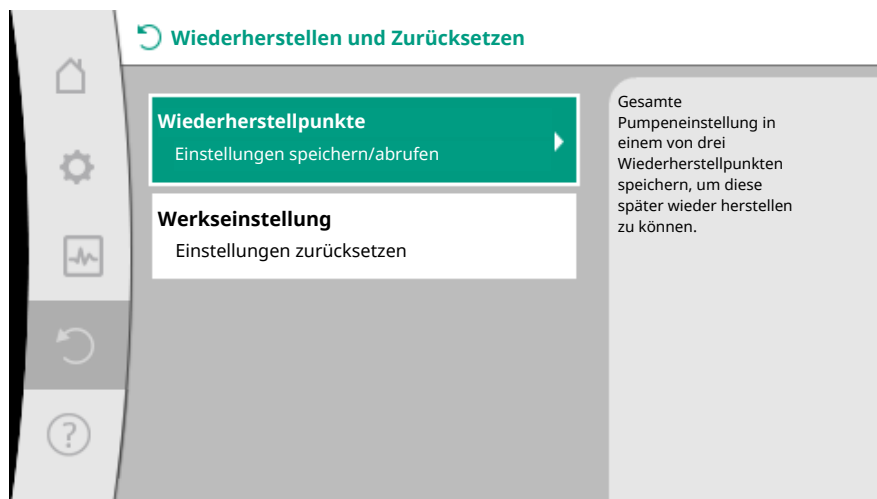 Wiederherstellen und Zurücksetzen
Wiederherstellpunkte
Einstellungen speichern/abrufen
Werkseinstellung
Einstellungen zurücksetzen
Gesamte
Pumpeneinstellung in
einem von drei
Wiederherstellpunkten
speichern, um diese
später wieder herstellen
zu können.
?